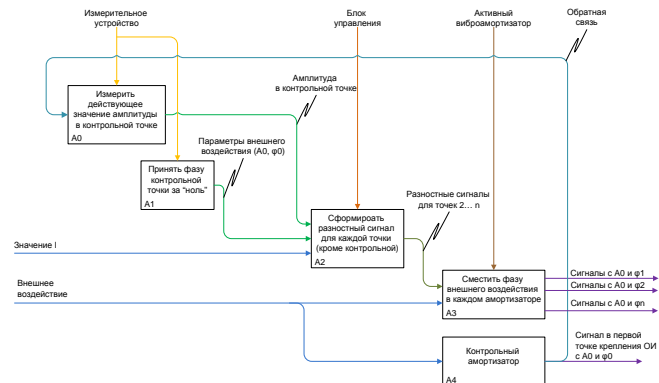 Измерительное
устройство
Блок
управления
Активный
виброамортизатор
Обратная
связь
Измерить
действующее
значение амплитуды
в контрольной точке
A0
Амплитуда
в контрольной точке
Параметры внешнего
воздействия (A0, φ0)
Принять фазу
контрольной
точки за "ноль"
A1
Разностные сигналы
для точек 2... n
Сформироать
разностный сигнал
для каждой точки
(кроме контрольной)
A2
Значение l
Внешнее
воздействие
Сместить фазу
внешнего воздействия
в каждом амортизаторе
A3
Сигналы с A0 и φ1
Сигналы с A0 и φ2
Сигналы с A0 и φn
Контрольный
амортизатор
A4
Сигнал в первой
точке крепления ОИ
с A0 и φ0